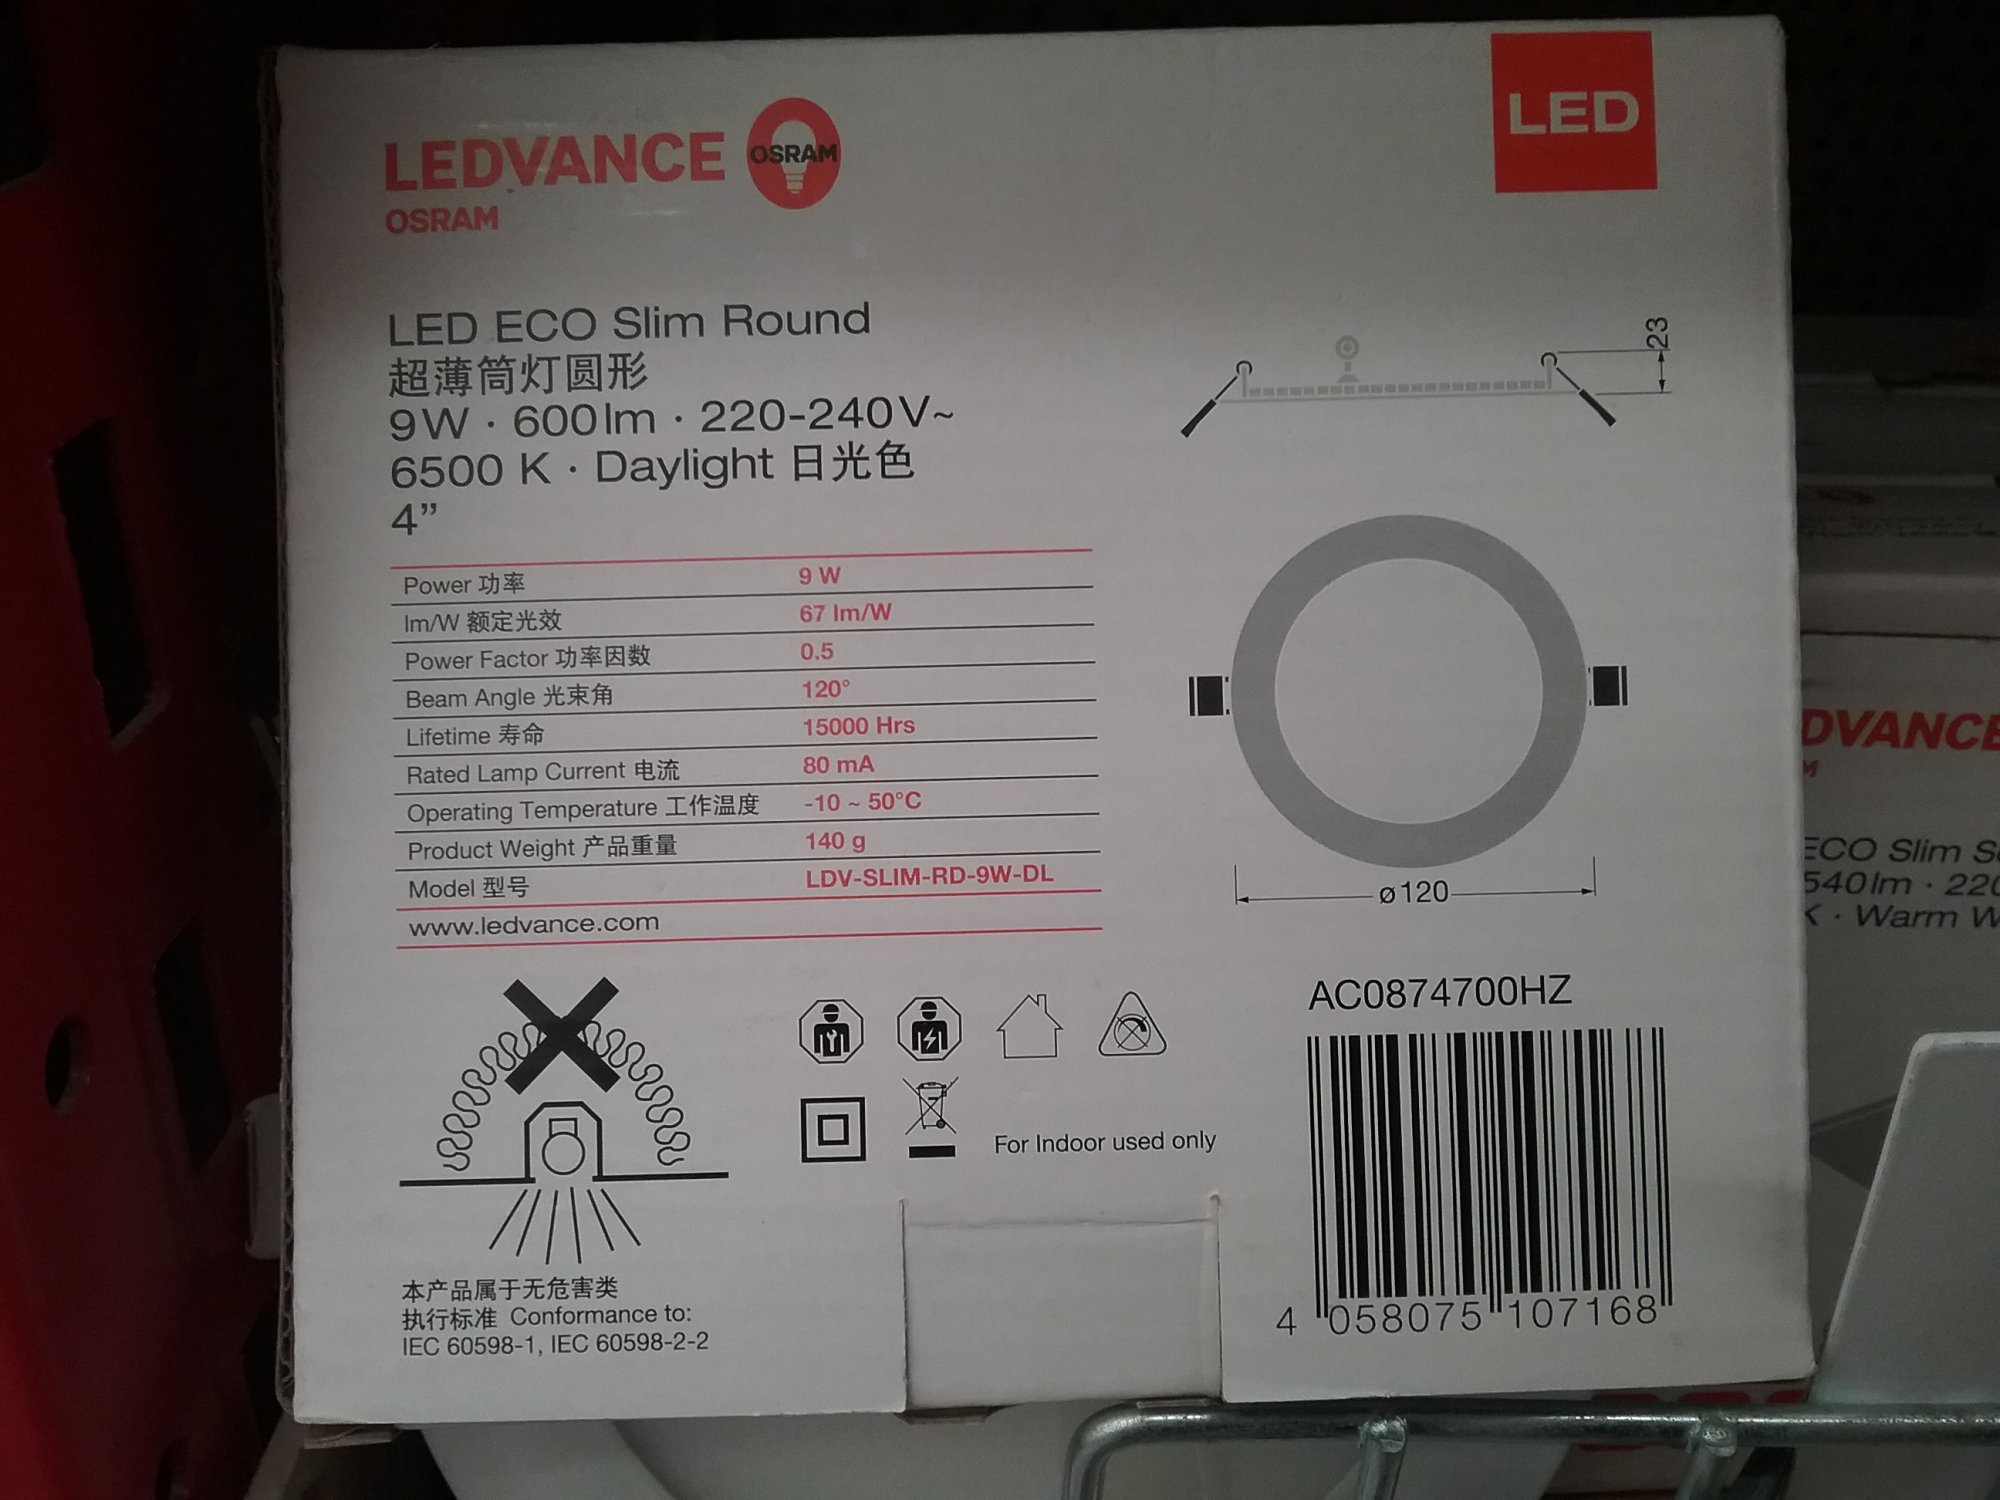 LEDVANCE OSRAM
OSRAM
LED
LED ECO Slim Round
超薄筒灯圆形
9W · 600lm · 220-240V~
6500 K · Daylight 日光色
4”
23
Power 功率 9 W
lm/W 额定光效 67 lm/W
Power Factor 功率因数 0.5
Beam Angle 光束角 120°
Lifetime 寿命 15000 Hrs
Rated Lamp Current 电流 80 mA
Operating Temperature 工作温度 -10 ~ 50°C
Product Weight 产品重量 140 g
Model 型号 LDV-SLIM-RD-9W-DL
www.ledvance.com
ø120
AC0874700HZ
For Indoor used only
4 058075 107168
本产品属于无危害类
执行标准 Conformance to:
IEC 60598-1, IEC 60598-2-2
DVANCE
M
ECO Slim S
540lm · 220
K · Warm W